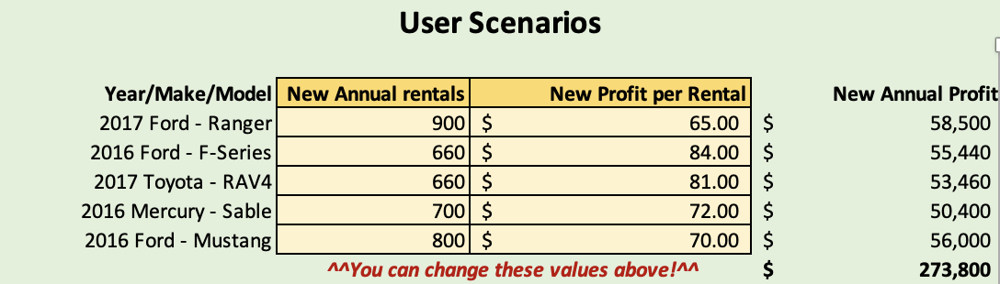 User Scenarios
Year/Make/Model New Annual rentals New Profit per Rental New Annual Profit
2017 Ford - Ranger 900 $ 65.00 $ 58,500
2016 Ford - F-Series 660 $ 84.00 $ 55,440
2017 Toyota - RAV4 660 $ 81.00 $ 53,460
2016 Mercury - Sable 700 $ 72.00 $ 50,400
2016 Ford - Mustang 800 $ 70.00 $ 56,000
^^You can change these values above!^^ $ 273,800